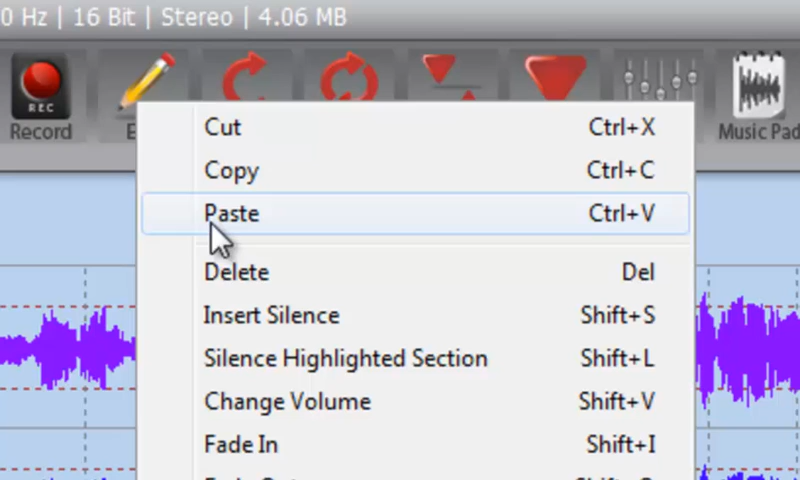 0 Hz | 16 Bit | Stereo | 4.06 MB
REC
Record
E
Music Pad
Cut Ctrl+X
Copy Ctrl+C
Paste Ctrl+V
Delete Del
Insert Silence Shift+S
Silence Highlighted Section Shift+L
Change Volume Shift+V
Fade In Shift+I